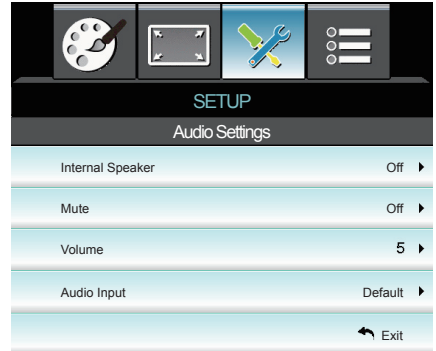 SETUP
Audio Settings
Internal Speaker Off
Mute Off
Volume 5
Audio Input Default
Exit